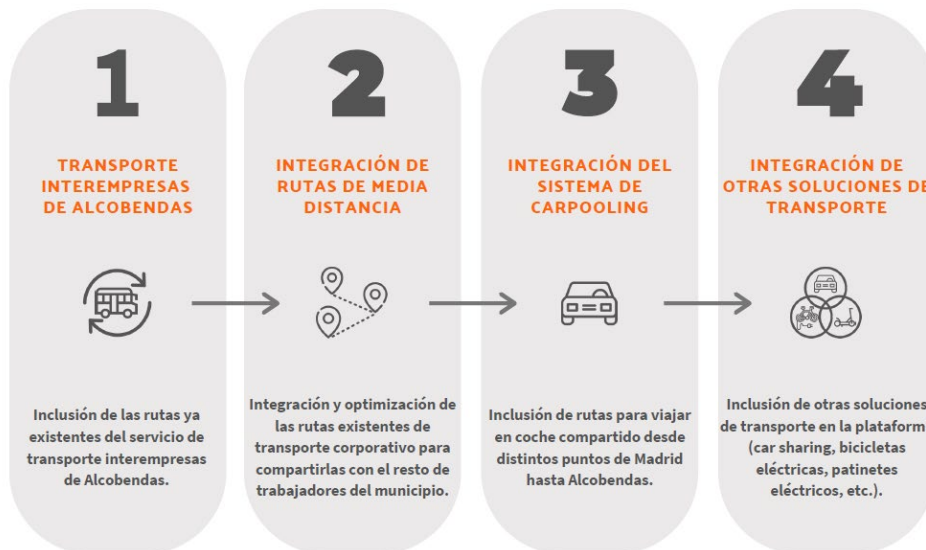 1
TRANSPORTE
INTEREMPRESAS
DE ALCOBENDAS
Inclusión de las rutas ya
existentes del servicio de
transporte interempresas
de Alcobendas.
2
INTEGRACIÓN DE
RUTAS DE MEDIA
DISTANCIA
Integración y optimización de
las rutas existentes de
transporte corporativo para
compartirlas con el resto de
trabajadores del municipio.
3
INTEGRACIÓN DEL
SISTEMA DE
CARPOOLING
Inclusión de rutas para viajar
en coche compartido desde
distintos puntos de Madrid
hasta Alcobendas.
4
INTEGRACIÓN DE
OTRAS SOLUCIONES DE
TRANSPORTE
Inclusión de otras soluciones
de transporte en la plataform
(car sharing, bicicletas
eléctricas, patinetes
eléctricos, etc.).